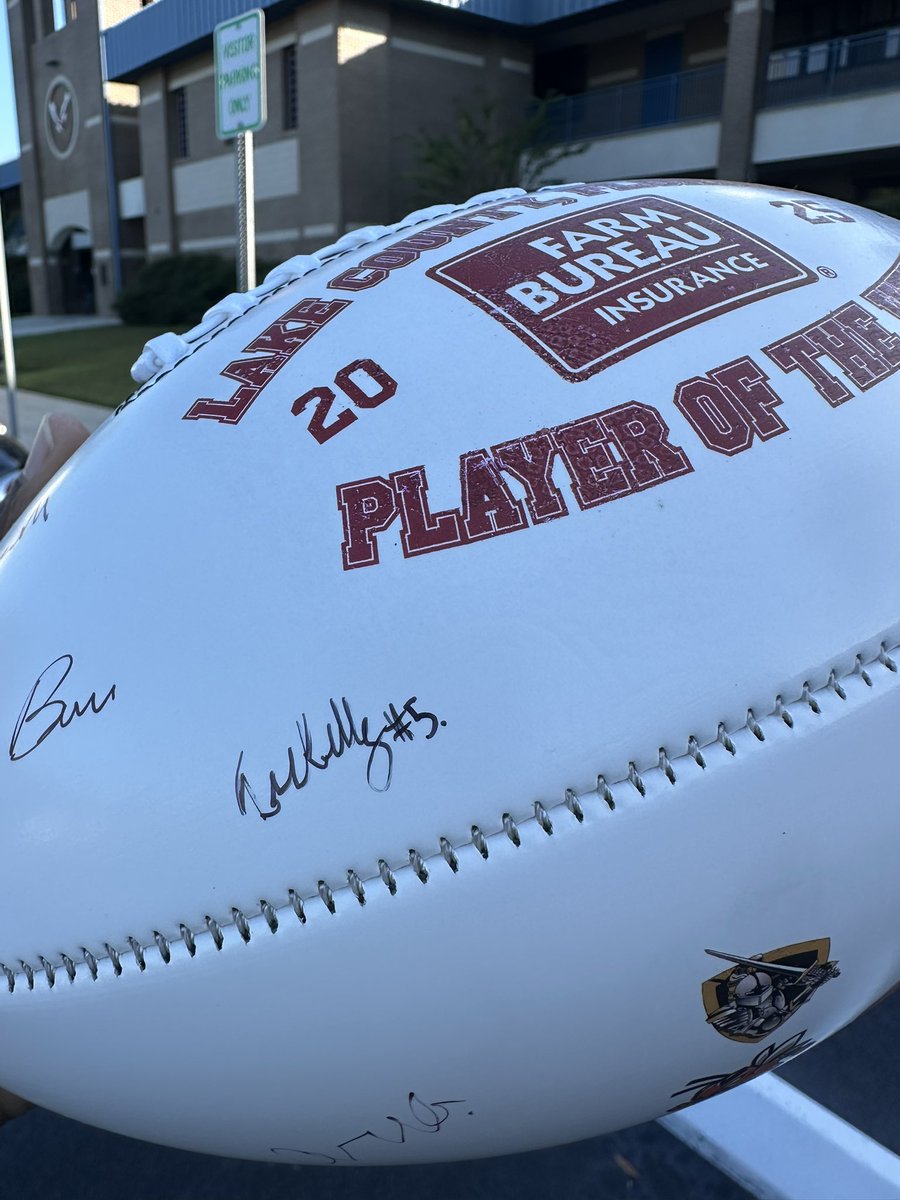 VISITOR
PARKING
ONLY
LAKE COUNTY'S
FARM
BUREAU
INSURANCE
®
20
25
PLAYER OF THE
#5.